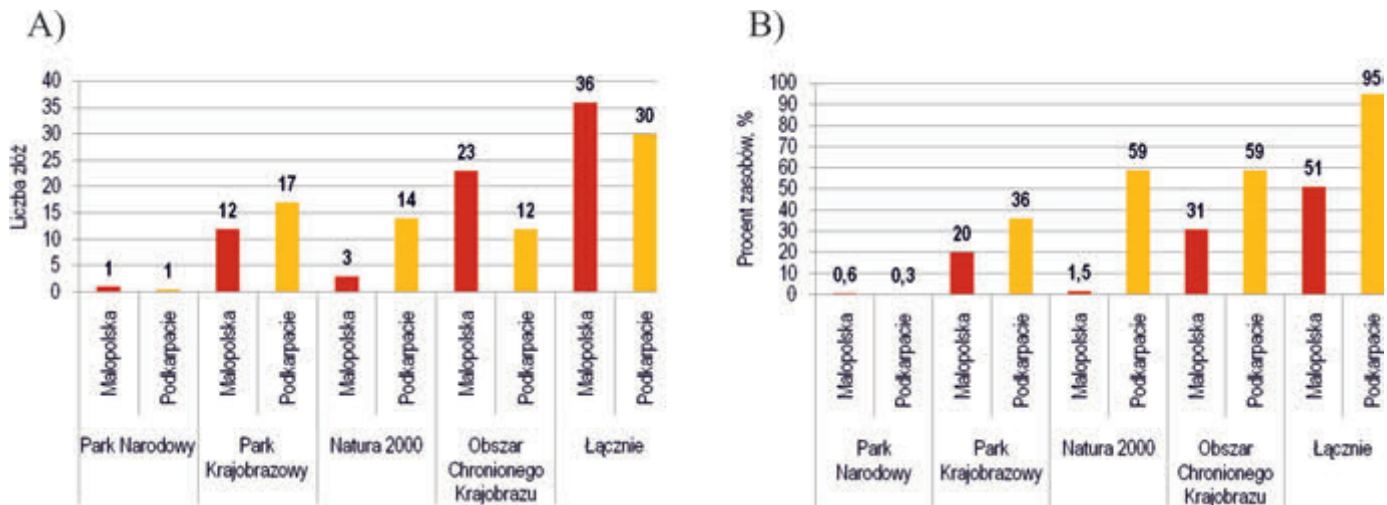 A)
Liczba złóż
40
35
30
25
20
15
10
5
0
1
1
12
17
3
14
23
12
36
30
Małopolska
Podkarpacie
Małopolska
Podkarpacie
Małopolska
Podkarpacie
Małopolska
Podkarpacie
Małopolska
Podkarpacie
Park Narodowy
Park
Krajobrazowy
Natura 2000
Obszar
Chronionego
Krajobrazu
Łącznie
B)
Procent zasobów, %
100
90
80
70
60
50
40
30
20
10
0
0,6
0,3
20
36
1,5
59
31
59
51
95
Małopolska
Podkarpacie
Małopolska
Podkarpacie
Małopolska
Podkarpacie
Małopolska
Podkarpacie
Małopolska
Podkarpacie
Park
Narodowy
Park
Krajobrazowy
Natura 2000
Obszar
Chronionego
Krajobrazu
Łącznie